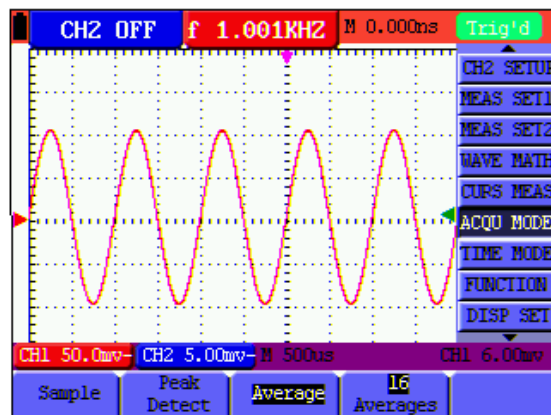 CH2 OFF
f 1.001KHZ
M 0.000ns
Trig'd
CH2 SETUP
MEAS SET1
MEAS SET2
WAVE MATH
CURS MEAS
ACQU MODE
TIME MODE
FUNCTION
DISP SET
CH1 50.0mv
CH2 5.00mv
M 500us
CH1 6.00mv
Sample
Peak
Detect
Average
16
Averages